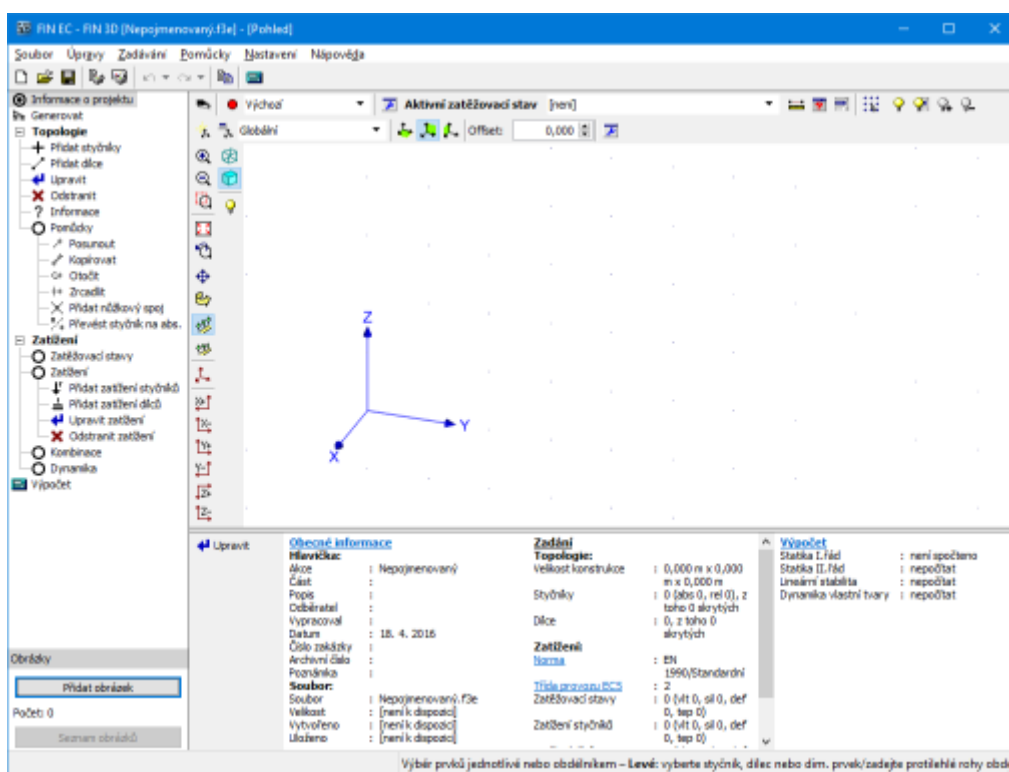 FIN EC - FIN 3D [Nepojmenovaný.f3e] - [Pohled]
Soubor Úpravy Zadávání Pomůcky Nastavení Nápověda
Informace o projektu
Výchozí
Aktivní zatěžovací stav [není]
Generovat
Globální
Offset: 0,000
Topologie
Přidat styčníky
Přidat dílce
Upravit
Odstranit
Informace
Pomůcky
Posunout
Kopírovat
Otočit
Zrcadlit
Přidat nůžkový spoj
Převést styčník na abs.
Zatížení
Zatěžovací stavy
Zatížení
Přidat zatížení styčníků
Přidat zatížení dílců
Upravit zatížení
Odstranit zatížení
Kombinace
Dynamika
Výpočet
Z
Y
X
X+
X-
Y+
Y-
Z+
Z-
Upravit
Obecné informace
Hlavička:
Akce : Nepojmenovaný
Část :
Popis :
Odběratel :
Vypracoval :
Datum : 18. 4. 2016
Číslo zakázky :
Archivní číslo :
Poznámka :
Soubor:
Soubor : Nepojmenovaný.f3e
Velikost : [není k dispozici]
Vytvořeno : [není k dispozici]
Uloženo : [není k dispozici]
Zadání
Topologie:
Velikost konstrukce : 0,000 m x 0,000
m x 0,000 m
Styčníky : 0 (abs 0, rel 0), z
toho 0 skrytých
Dílce : 0, z toho 0
skrytých
Zatížení:
Norma : EN
1990/Standardní
Třída provozu EC5 : 2
Zatěžovací stavy : 0 (vlt 0, sil 0, def
0, tep 0)
Zatížení styčníků : 0 (vlt 0, sil 0, def
0, tep 0)
Výpočet
Statika I.řád : není spočteno
Statika II.řád : nepočítat
Lineární stabilita : nepočítat
Dynamika vlastní tvary : nepočítat
Obrázky
Přidat obrázek
Počet: 0
Seznam obrázků
Výběr prvků jednotlivě nebo obdélníkem – Levé: vyberte styčník, dílec nebo dim. prvek/zadejte protilehlé rohy obd